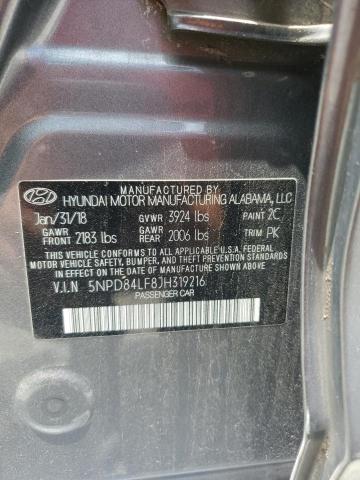 MANUFACTURED BY
HYUNDAI MOTOR MANUFACTURING ALABAMA, LLC
Jan/31/18 GVWR 3924 lbs PAINT 2C
GAWR FRONT 2183 lbs GAWR REAR 2006 lbs TRIM PK
THIS VEHICLE CONFORMS TO ALL APPLICABLE U.S.A. FEDERAL
MOTOR VEHICLE SAFETY, BUMPER, AND THEFT PREVENTION
STANDARDS IN EFFECT ON THE DATE OF MANUFACTURE SHOWN ABOVE.
V.I.N 5NPD84LF8JH319216
PASSENGER CAR